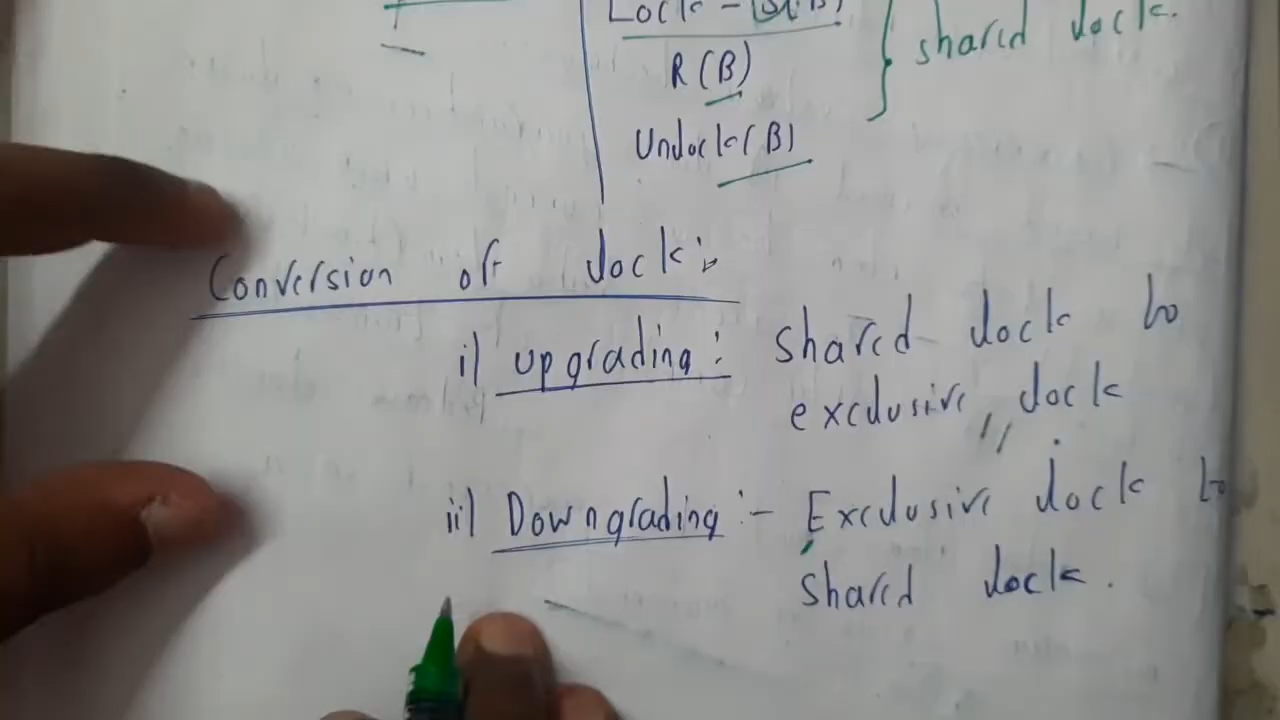 Lock - S(B) } shared lock.
R(B)
Unlock(B)
Conversion of lock:
i) upgrading: shared lock to
exclusive lock
ii) Downgrading :- Exclusive lock to
shared lock.